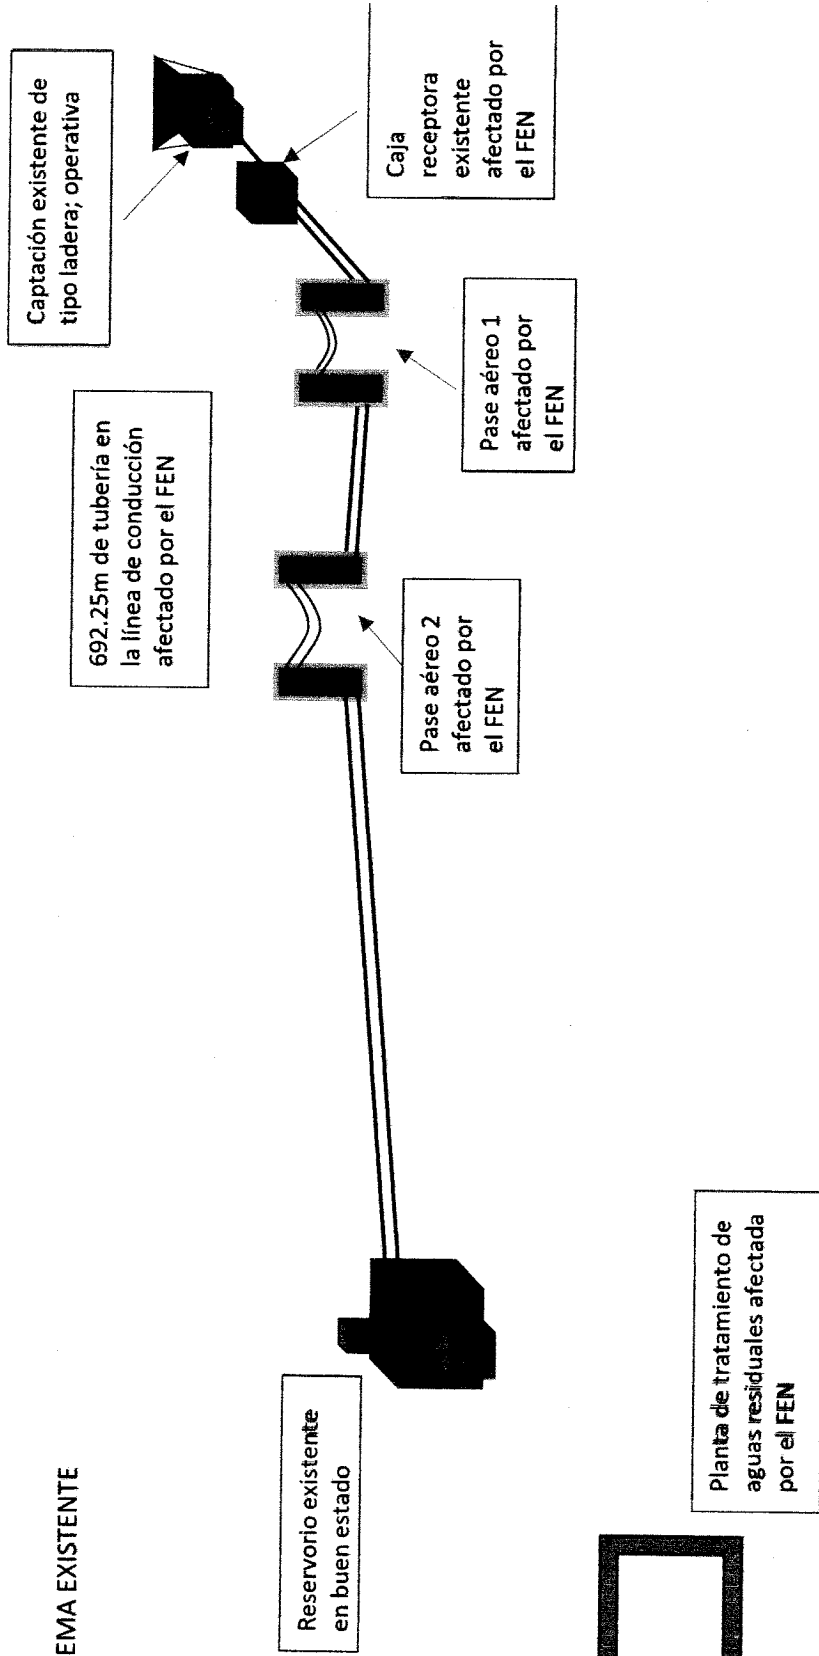 EMA EXISTENTE
692.25m de tubería en
la línea de conducción
afectado por el FEN
Captación existente de
tipo ladera; operativa
Reservorio existente
en buen estado
Pase aéreo 2
afectado por
el FEN
Pase aéreo 1
afectado por
el FEN
Caja
receptora
existente
afectado por
el FEN
Planta de tratamiento de
aguas residuales afectada
por el FEN